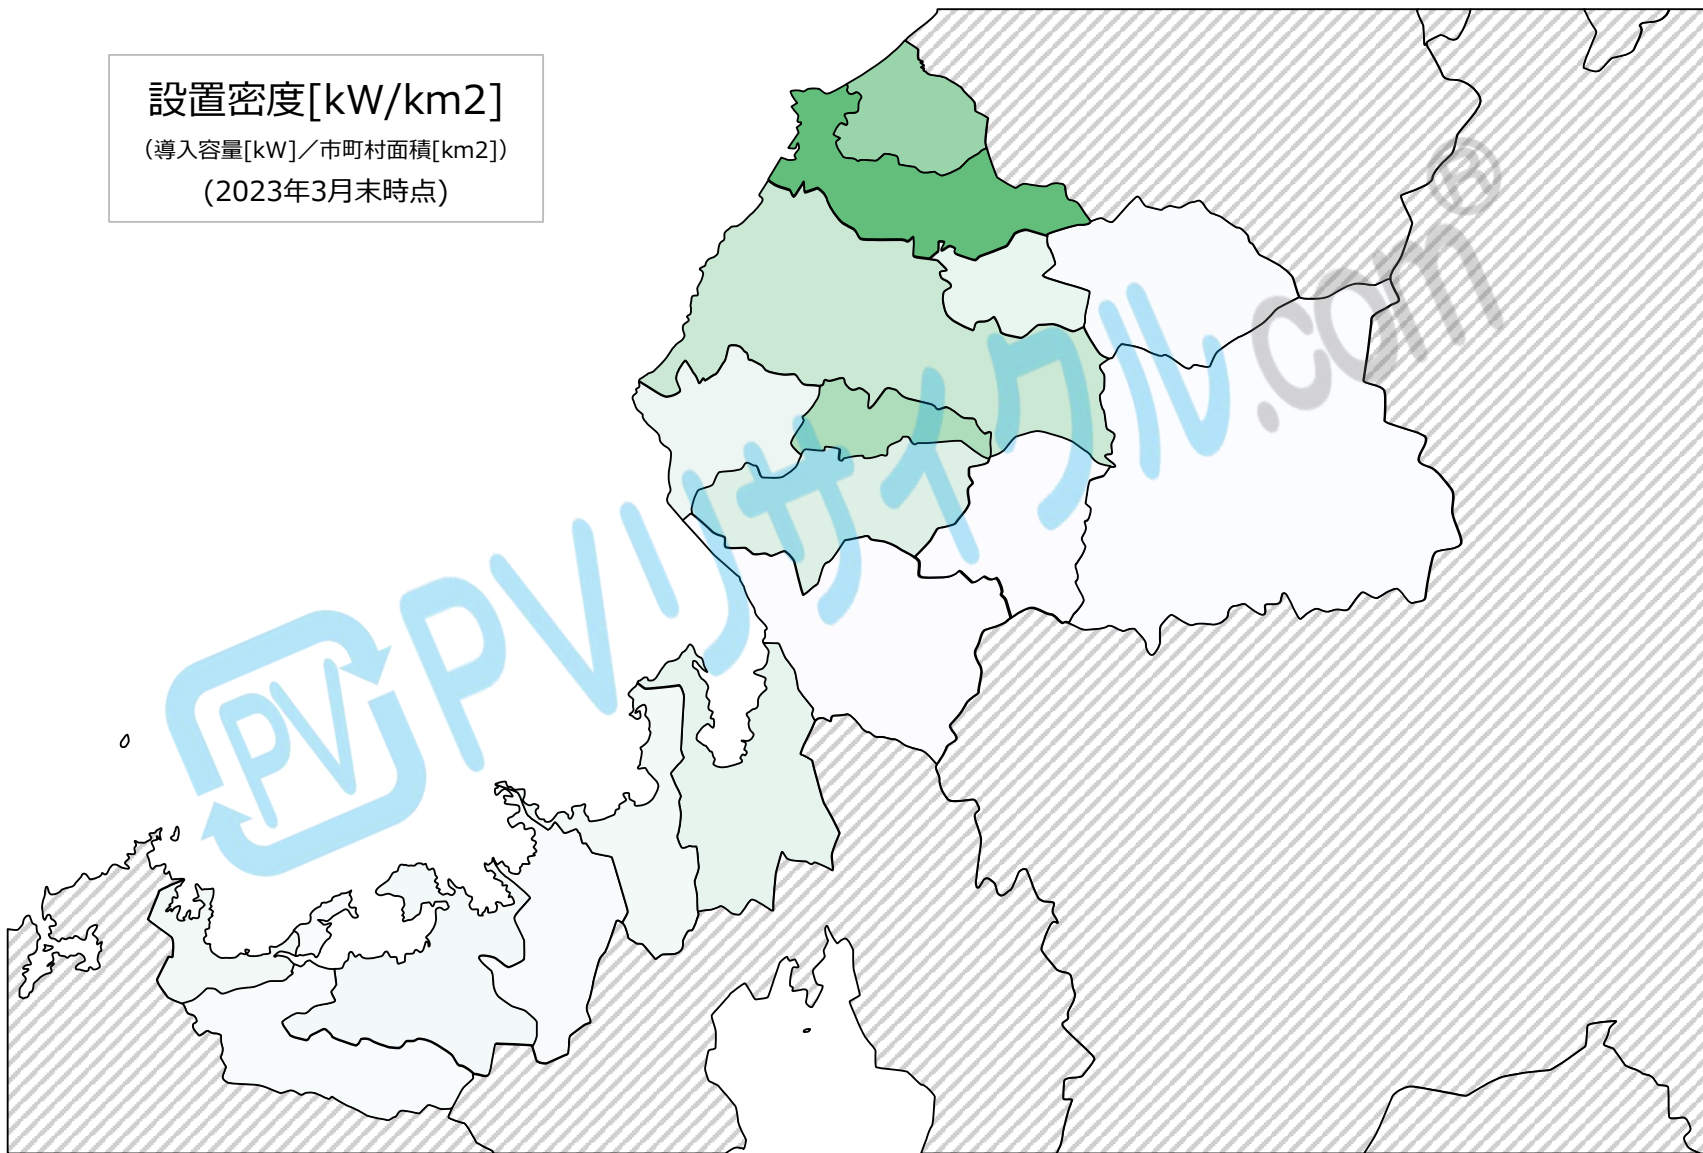 設置密度[kW/km2]
（導入容量[kW]／市町村面積[km2]）
(2023年3月末時点)
PV PVリサイクル.com®